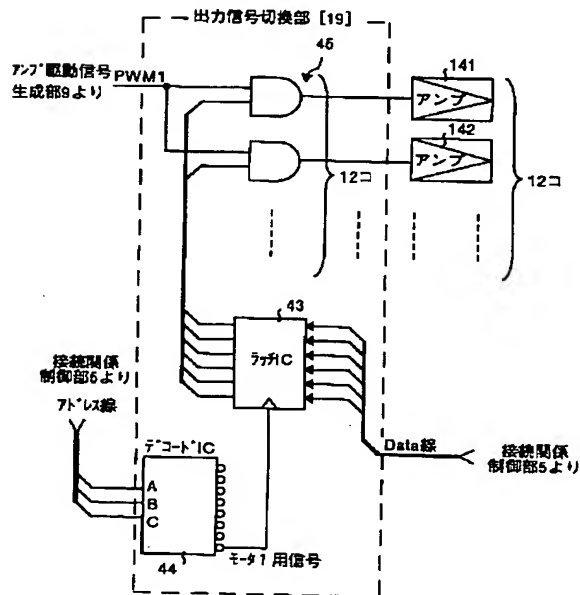 出力信号切換部 [19]
45
ｱﾝﾌﾟ駆動信号
生成部9より
PWM1
141
アンプ
142
アンプ
12コ
12コ
43
ラッチIC
接続関係
制御部5より
ｱﾄﾞﾚｽ線
Data線
接続関係
制御部5より
ﾃﾞｺｰﾄﾞIC
A
B
C
44
ﾓｰﾀ1用信号